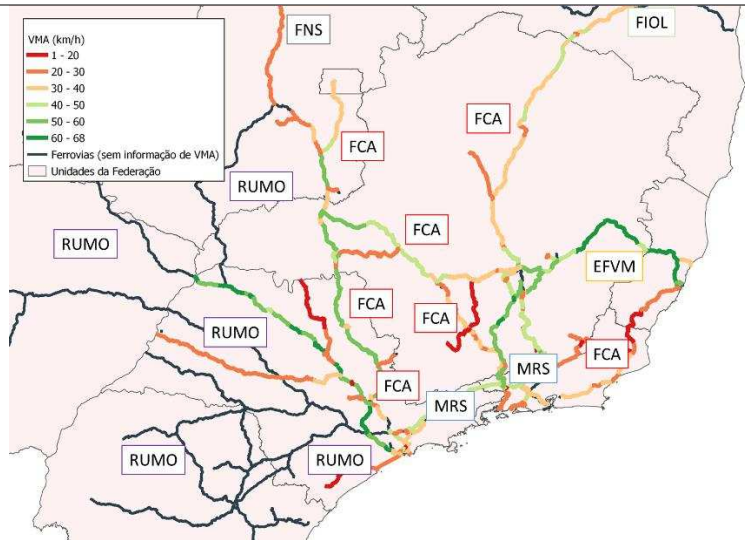 VMA (km/h)
1 - 20
20 - 30
30 - 40
40 - 50
50 - 60
60 - 68
Ferrovias (sem informação de VMA)
Unidades da Federação
FNS
FIOL
FCA
FCA
RUMO
FCA
RUMO
EFVM
FCA
FCA
RUMO
FCA
MRS
FCA
MRS
RUMO
RUMO